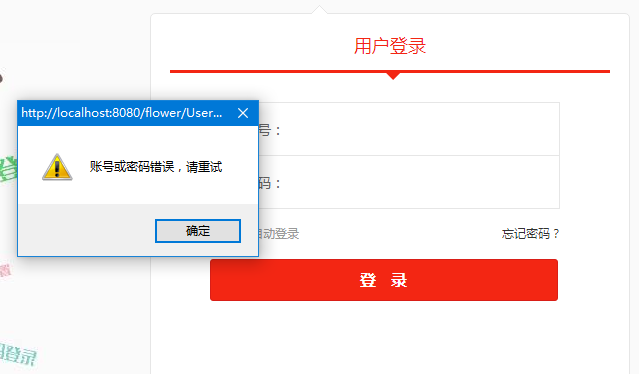 用户登录
http://localhost:8080/flower/User...
账号或密码错误，请重试
确定
号：
码：
自动登录
忘记密码？
登 录
登录